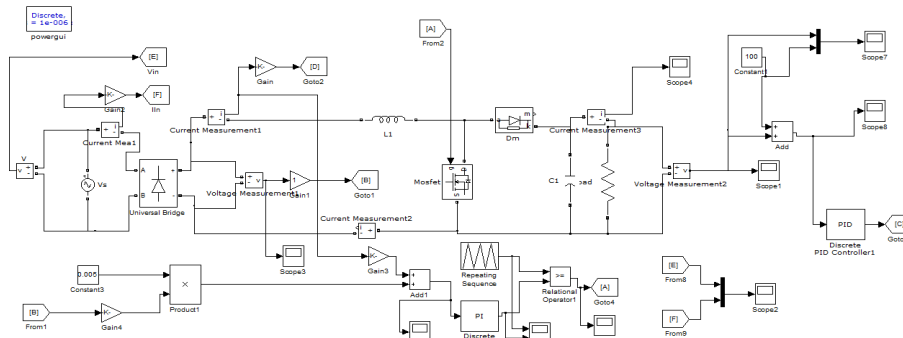 Discrete,
= 1e-006
powergui
[E]
Vin
[F]
Iin
K-
Gain2
i
Current Mea1
V
v
Vs
A
B
Universal Bridge
i
Current Measurement1
K-
Gain
[D]
Goto2
v
Voltage Measurement1
-1
Gain1
[B]
Goto1
Scope3
L1
[A]
From2
Mosfet
D
S
m
a
k
Dm
i
Current Measurement3
Scope4
C1
oad
v
Voltage Measurement2
Scope1
i
Current Measurement2
K-
Gain3
Add1
0.005
Constant3
×
Product1
[B]
From1
K-
Gain4
PI
Discrete
Repeating
Sequence
>=
Relational
Operator1
[A]
Goto4
100
Constant1
Add
Scope7
Scope8
PID
Discrete
PID Controller1
[C]
Goto
[E]
From8
[F]
From9
Scope2